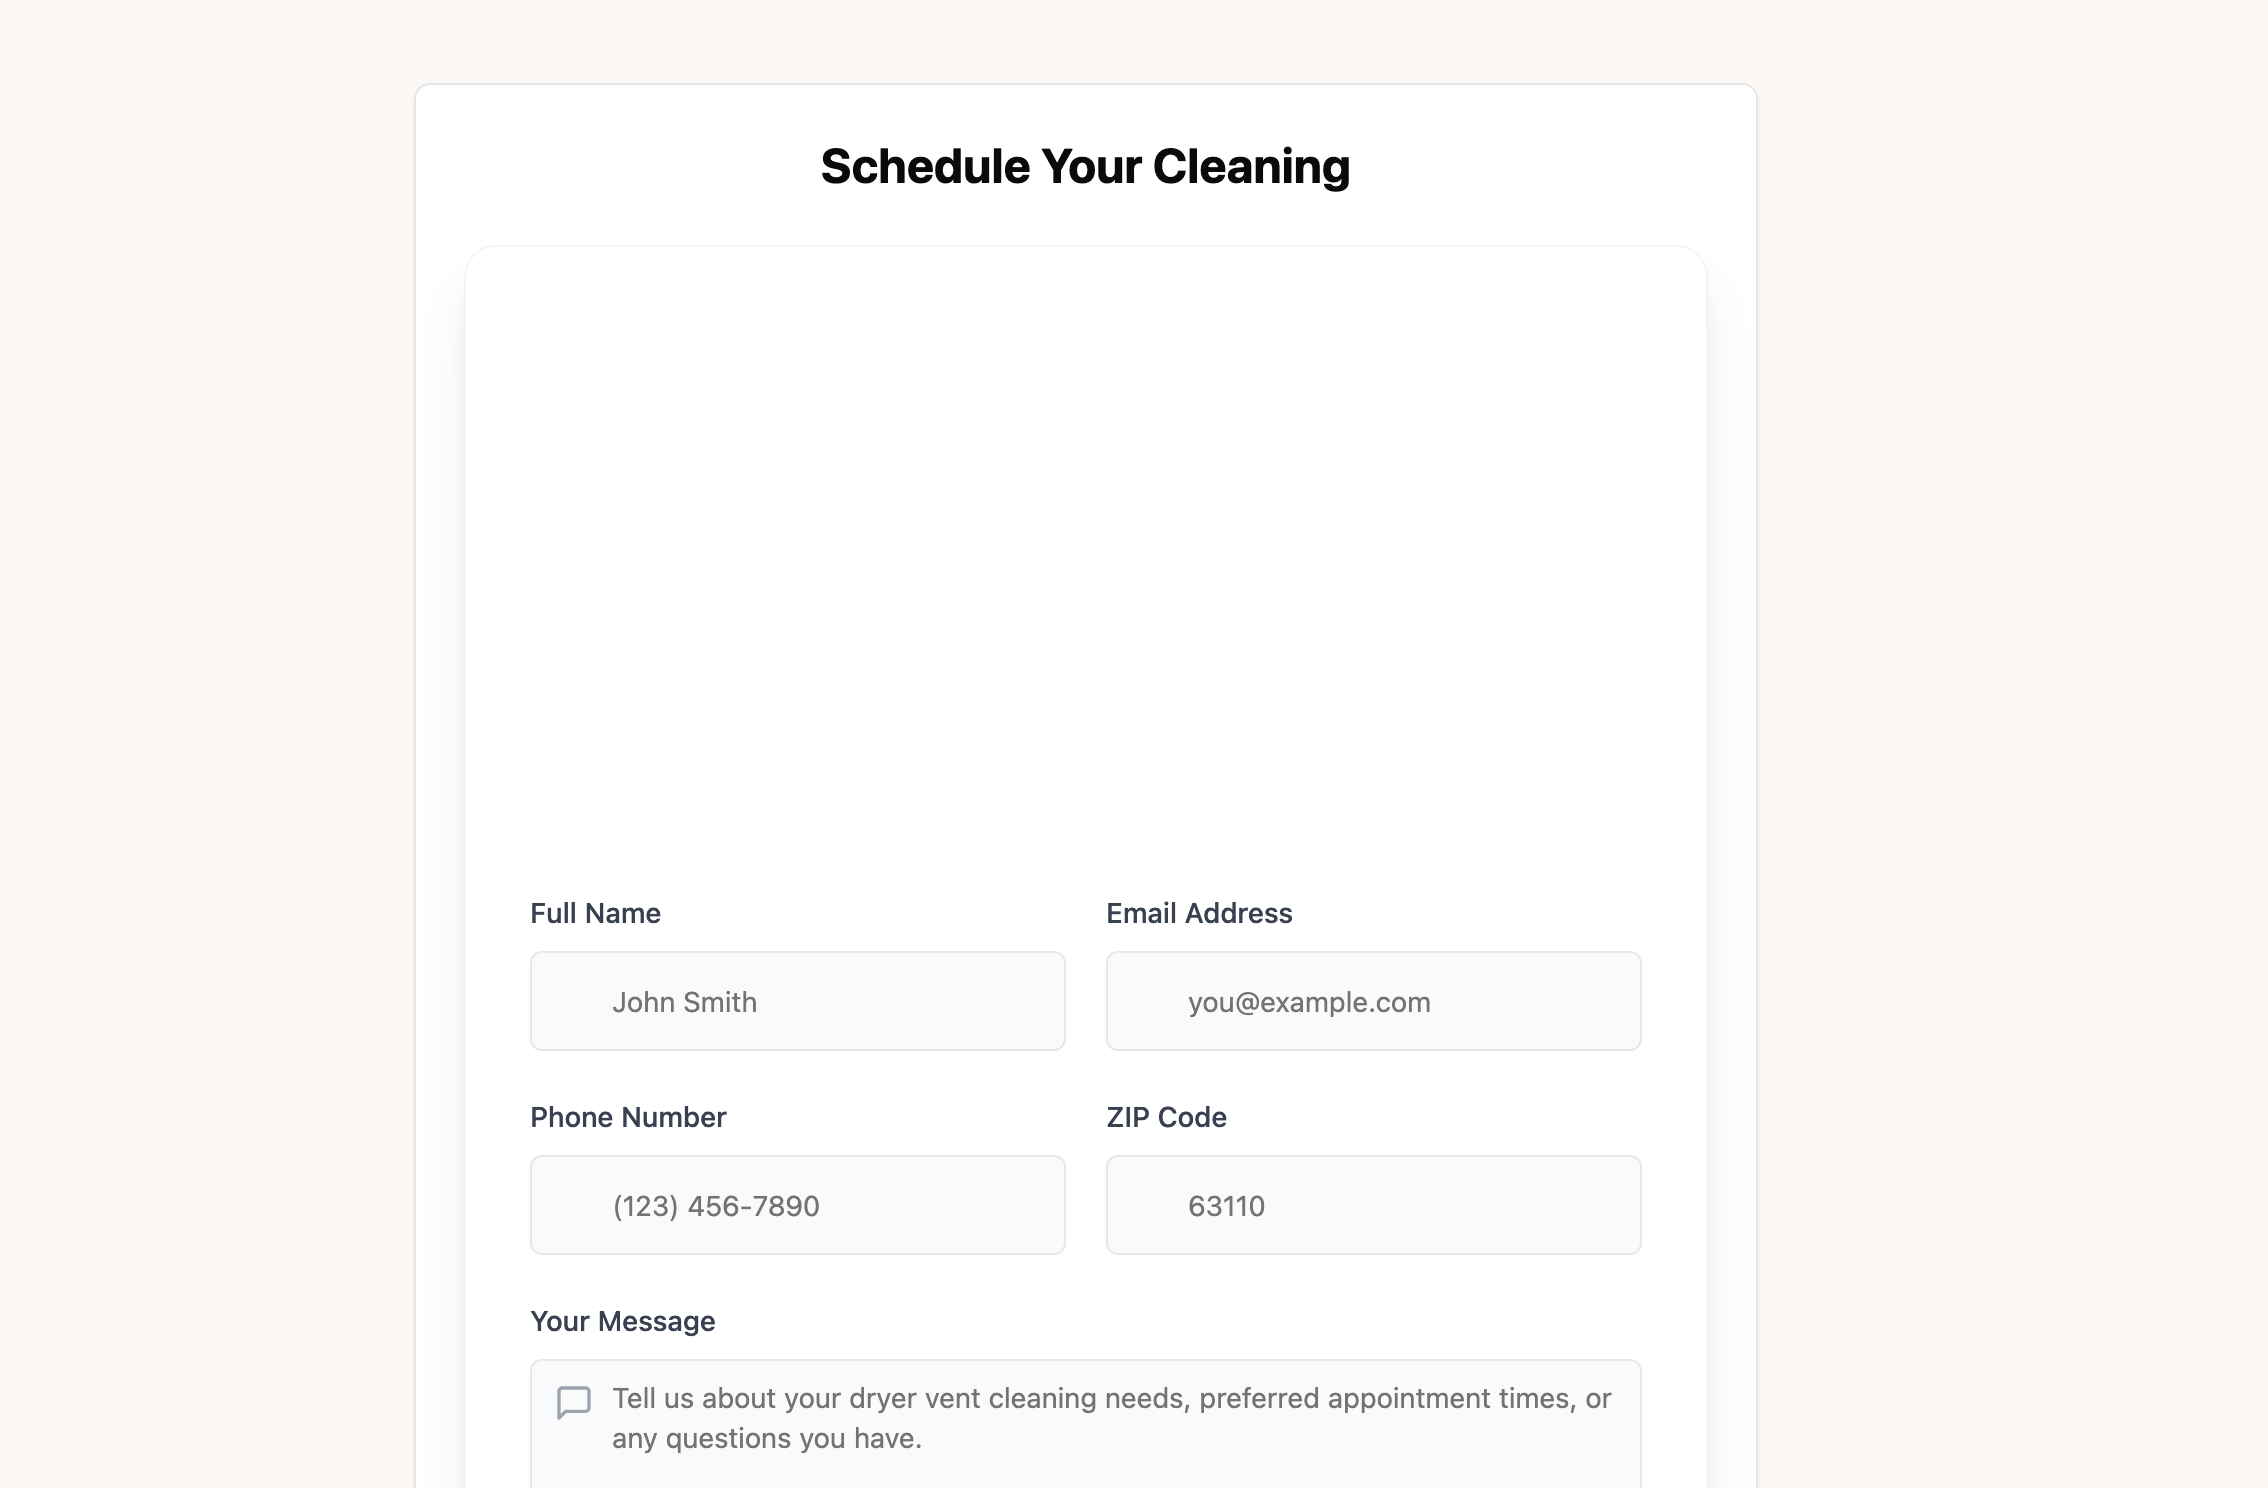 Schedule Your Cleaning
Full Name
Email Address
John Smith
you@example.com
Phone Number
ZIP Code
(123) 456-7890
63110
Your Message
Tell us about your dryer vent cleaning needs, preferred appointment times, or
any questions you have.